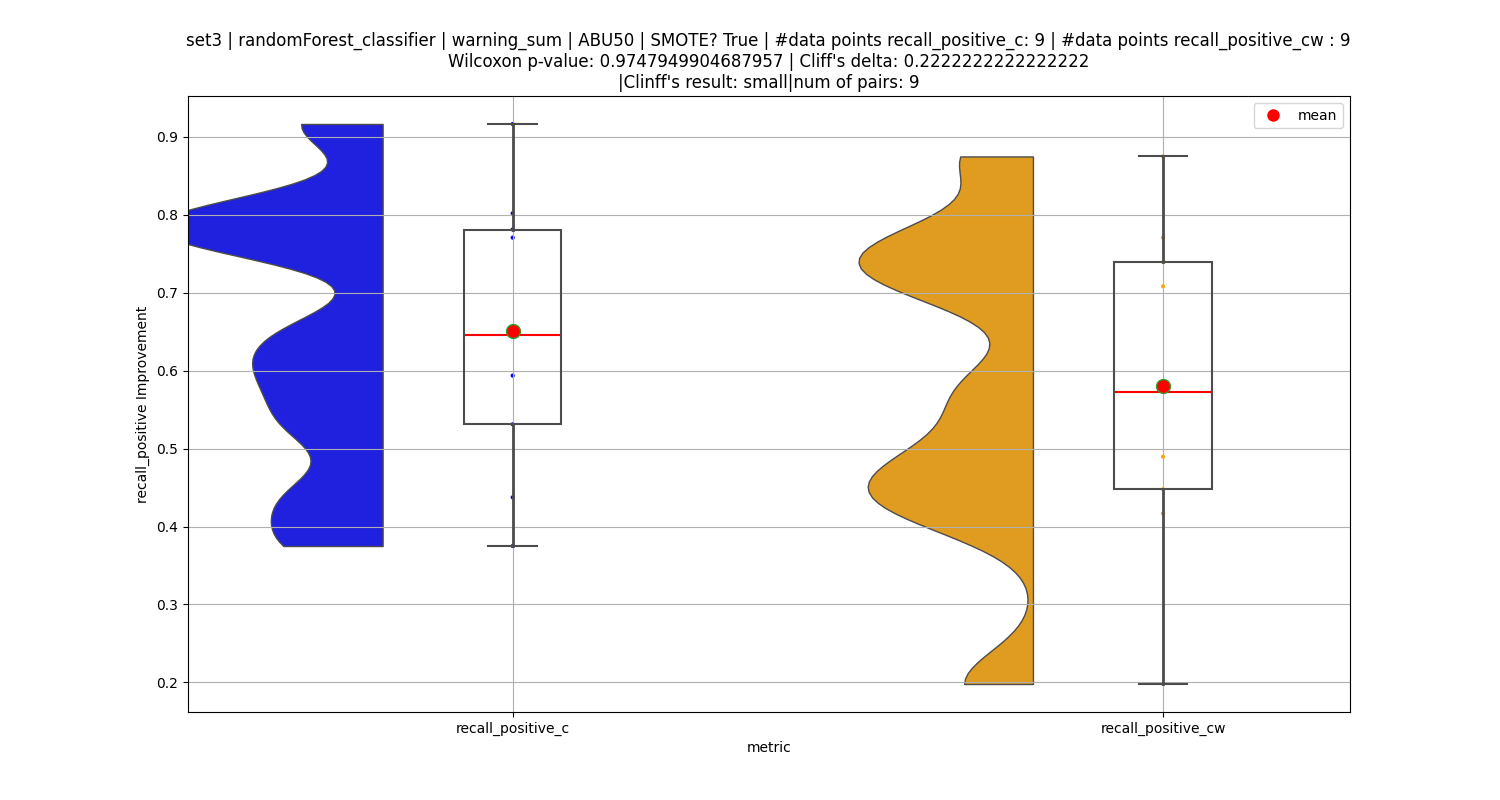 set3 | randomForest_classifier | warning_sum | ABU50 | SMOTE? True | #data points recall_positive_c: 9 | #data points recall_positive_cw : 9
Wilcoxon p-value: 0.9747949904687957 | Cliff's delta: 0.2222222222222222
|Clinff's result: small|num of pairs: 9
mean
0.9
0.8
0.7
0.6
0.5
0.4
0.3
0.2
recall_positive Improvement
recall_positive_c
recall_positive_cw
metric